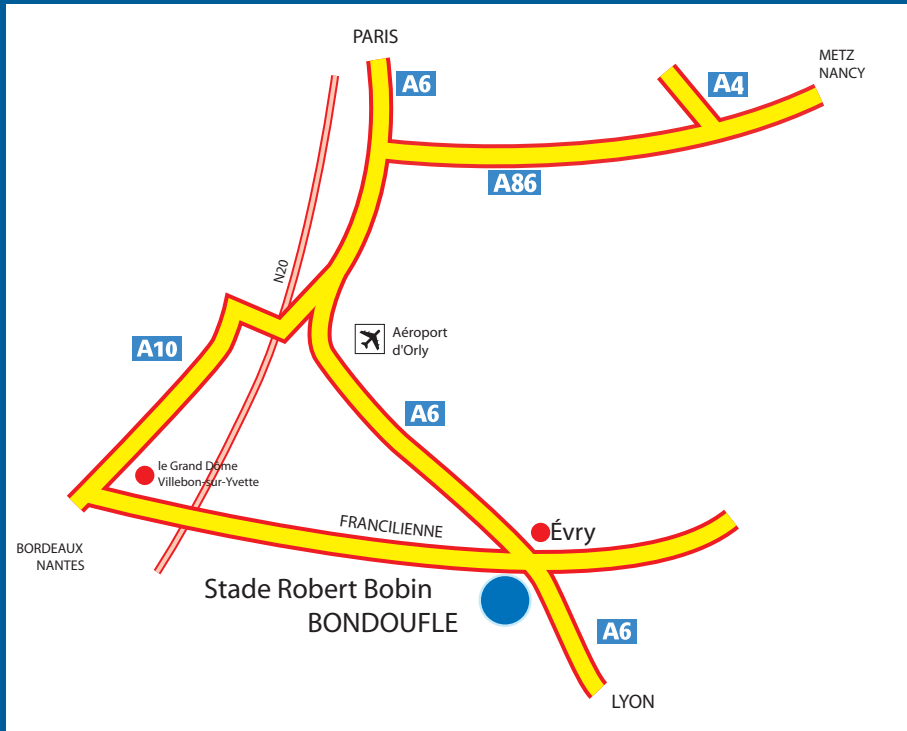 PARIS
METZ
NANCY
A6
A4
A86
N20
Aéroport
d'Orly
A10
A6
le Grand Dôme
Villebon-sur-Yvette
FRANCILIENNE
Évry
BORDEAUX
NANTES
Stade Robert Bobin
BONDOUFLE
A6
LYON